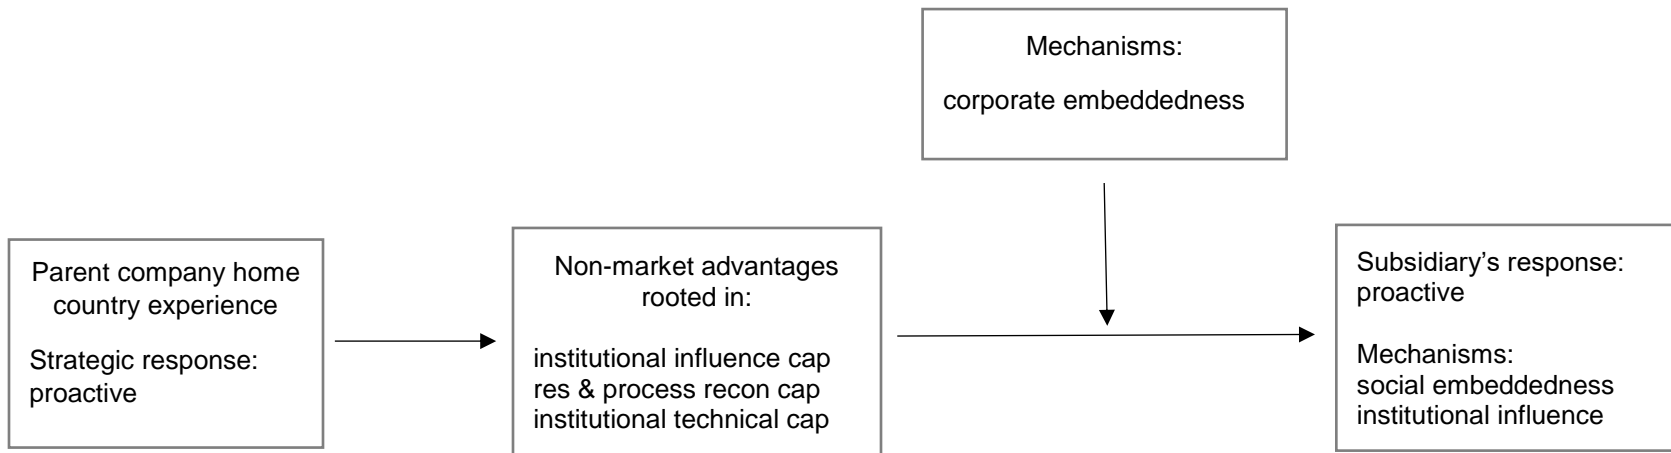 Mechanisms:
corporate embeddedness
Parent company home
country experience
Strategic response:
proactive
Non-market advantages
rooted in:
institutional influence cap
res & process recon cap
institutional technical cap
Subsidiary’s response:
proactive
Mechanisms:
social embeddedness
institutional influence